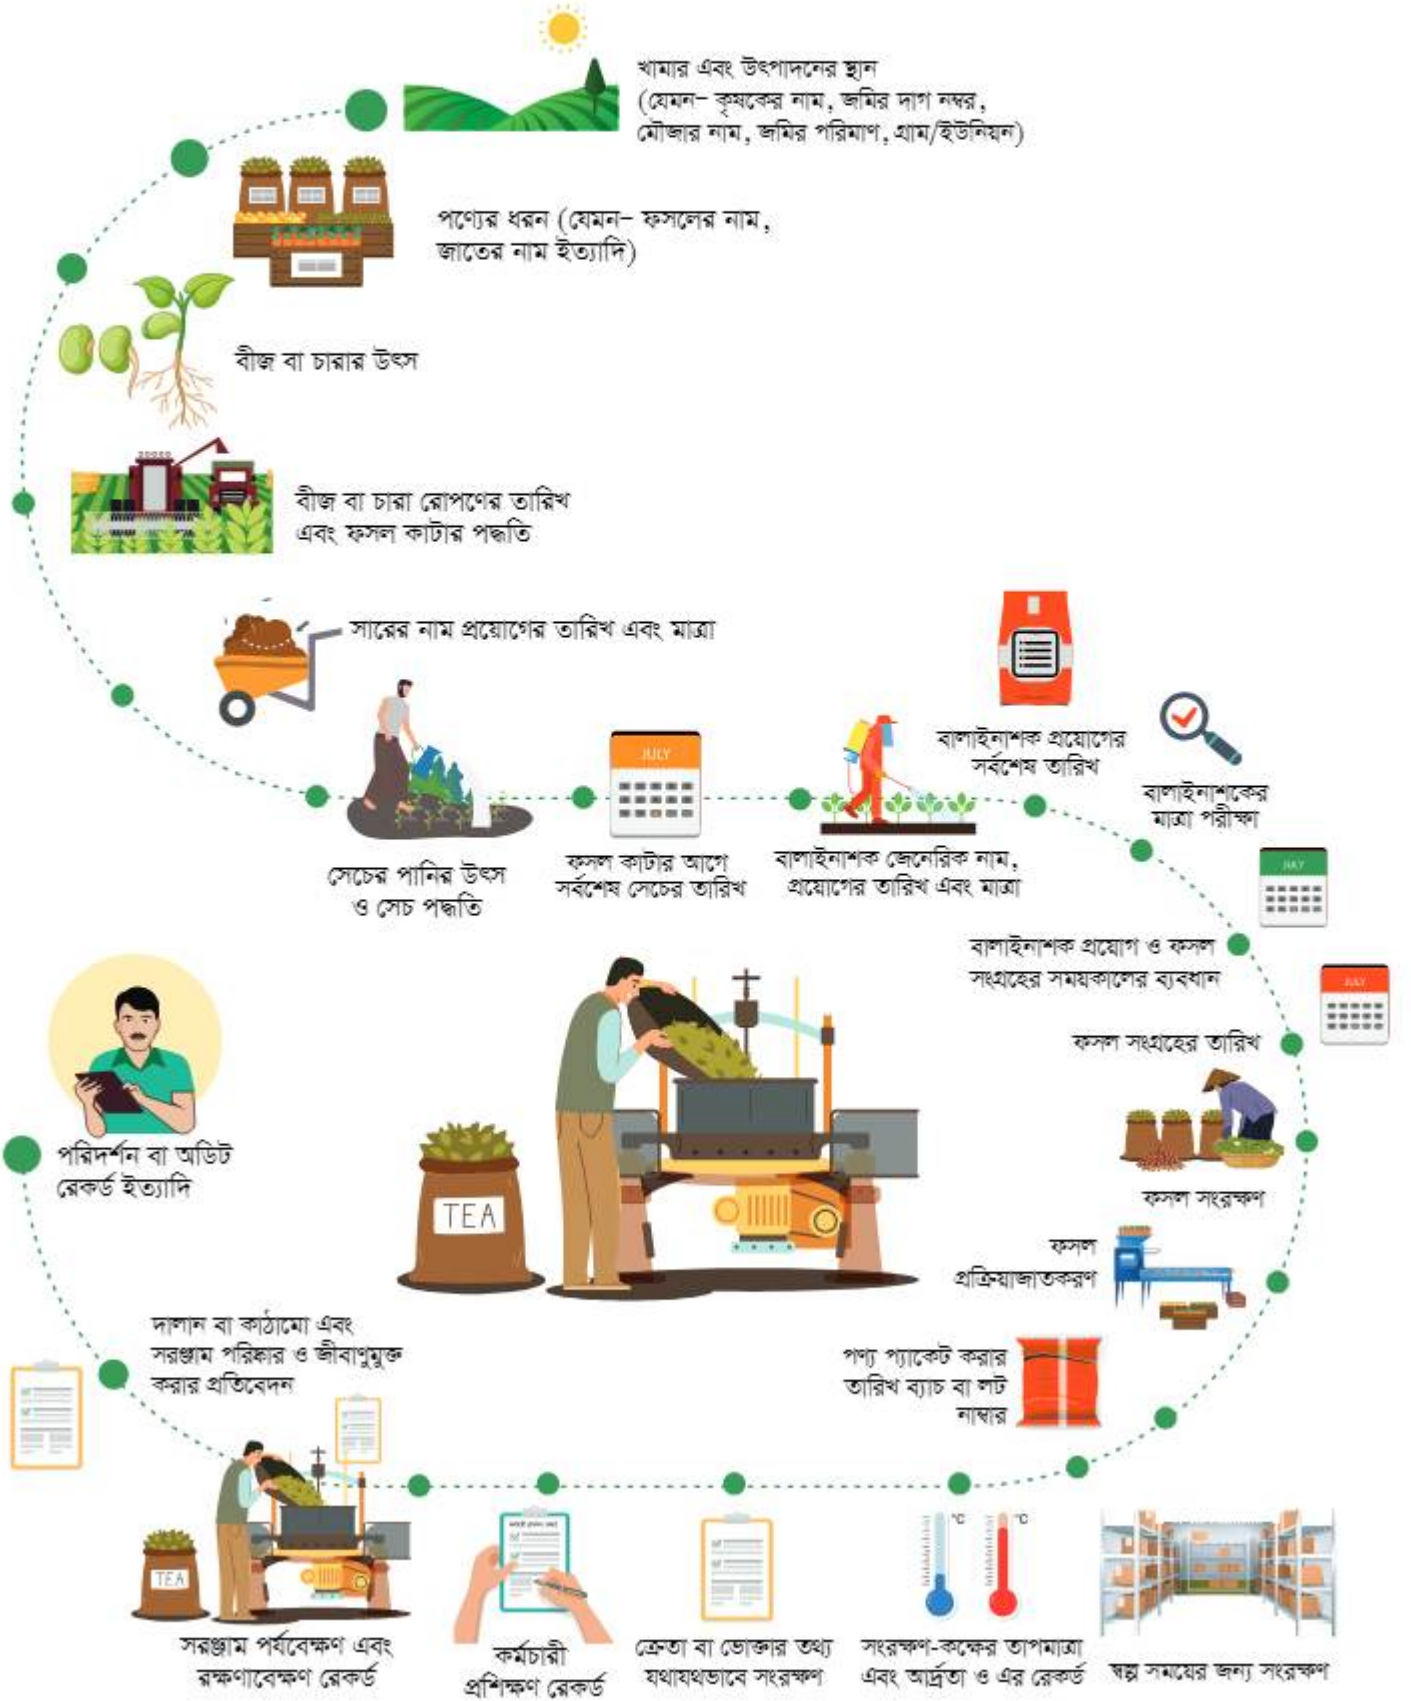 খামার এবং উৎপাদনের স্থান
(যেমন– কৃষকের নাম, জমির দাগ নম্বর,
মৌজার নাম, জমির পরিমাণ, গ্রাম/ইউনিয়ন)
পণ্যের ধরন (যেমন– ফসলের নাম,
জাতের নাম ইত্যাদি)
বীজ বা চারার উৎস
বীজ বা চারা রোপণের তারিখ
এবং ফসল কাটার পদ্ধতি
সারের নাম প্রয়োগের তারিখ এবং মাত্রা
সেচের পানির উৎস
ও সেচ পদ্ধতি
JULY
ফসল কাটার আগে
সর্বশেষ সেচের তারিখ
বালাইনাশক জেনেরিক নাম,
প্রয়োগের তারিখ এবং মাত্রা
বালাইনাশক প্রয়োগের
সর্বশেষ তারিখ
বালাইনাশকের
মাত্রা পরীক্ষা
JULY
বালাইনাশক প্রয়োগ ও ফসল
সংগ্রহের সময়কালের ব্যবধান
JULY
ফসল সংগ্রহের তারিখ
ফসল সংরক্ষণ
ফসল
প্রক্রিয়াজাতকরণ
পণ্য প্যাকেট করার
তারিখ ব্যাচ বা লট
নাম্বার
স্বল্প সময়ের জন্য সংরক্ষণ
°C
°C
সংরক্ষণ-কক্ষের তাপমাত্রা
এবং আর্দ্রতা ও এর রেকর্ড
ক্রেতা বা ভোক্তার তথ্য
যথাযথভাবে সংরক্ষণ
কর্মচারী
প্রশিক্ষণ রেকর্ড
TEA
সরঞ্জাম পর্যবেক্ষণ এবং
রক্ষণাবেক্ষণ রেকর্ড
দালান বা কাঠামো এবং
সরঞ্জাম পরিষ্কার ও জীবাণুমুক্ত
করার প্রতিবেদন
পরিদর্শন বা অডিট
রেকর্ড ইত্যাদি
TEA